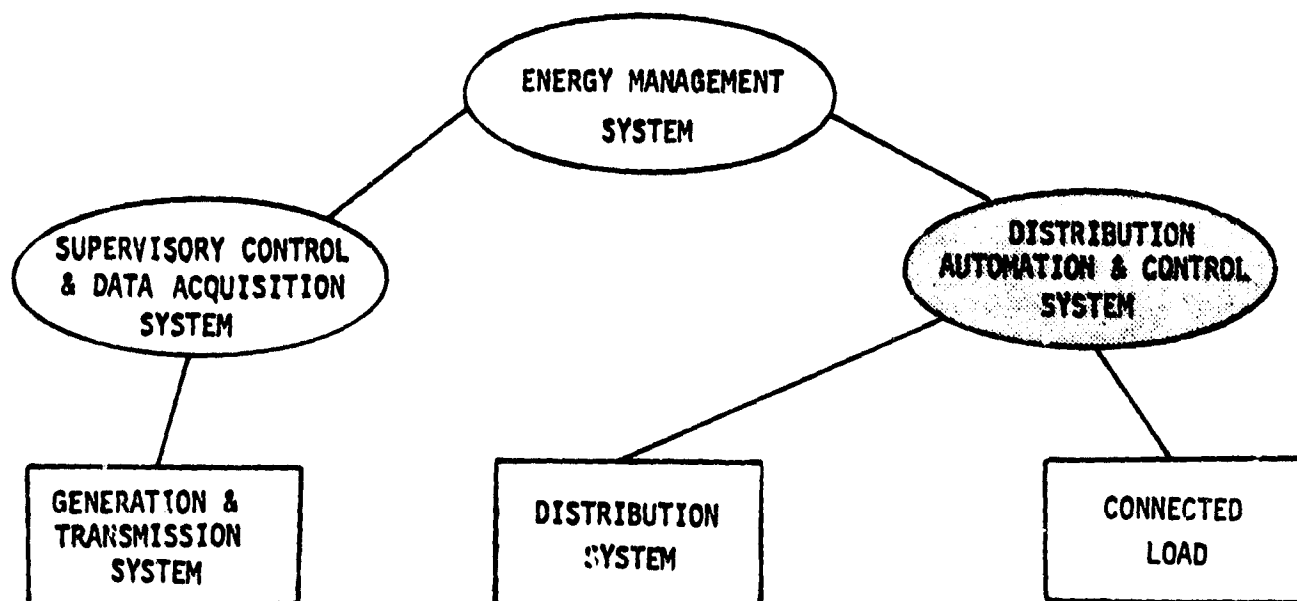 ENERGY MANAGEMENT
SYSTEM
SUPERVISORY CONTROL
& DATA ACQUISITION
SYSTEM
DISTRIBUTION
AUTOMATION & CONTROL
SYSTEM
GENERATION &
TRANSMISSION
SYSTEM
DISTRIBUTION
SYSTEM
CONNECTED
LOAD